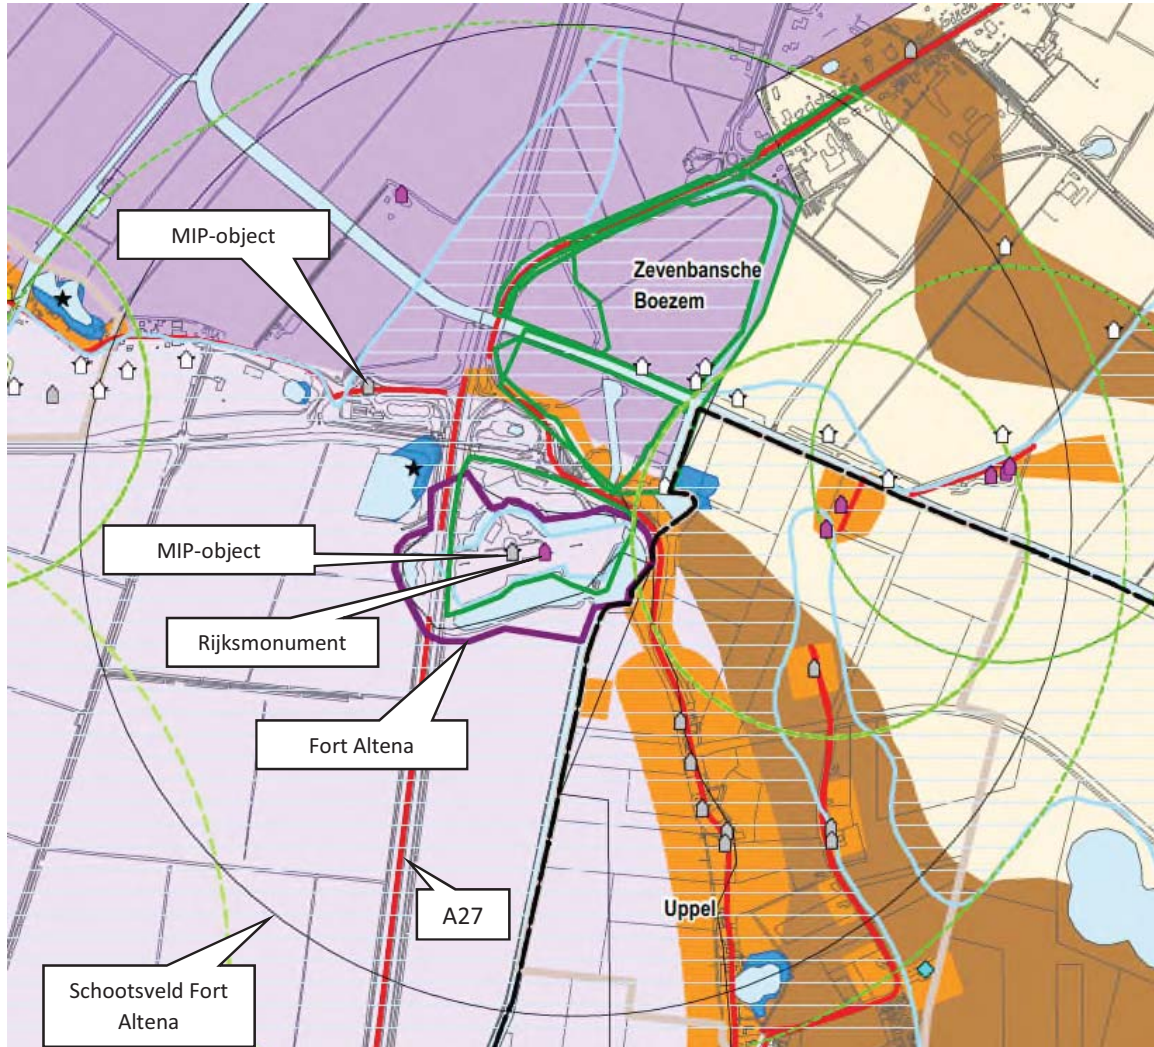 MIP-object
Zevenbansche
Boezem
MIP-object
Rijksmonument
Fort Altena
A27
Uppel
Schootsveld Fort
Altena